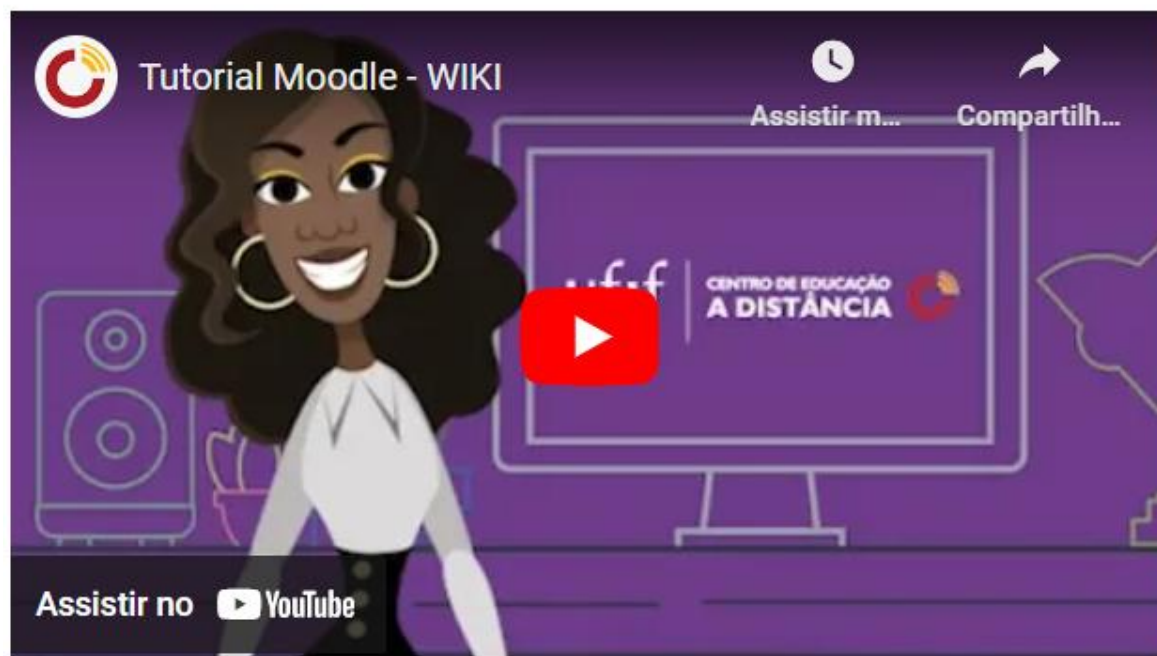 Tutorial Moodle - WIKI
Assistir m...
Compartilh...
CENTRO DE EDUCAÇÃO
A DISTÂNCIA
Assistir no YouTube